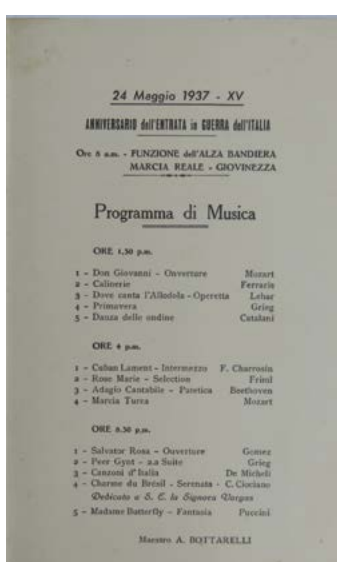 24 Maggio 1937 - XV
ANNIVERSARIO dell'ENTRATA in GUERRA dell'ITALIA
Ore 8 a.m. - FUNZIONE dell'ALZA BANDIERA
MARCIA REALE - GIOVINEZZA
Programma di Musica
ORE 1.30 p.m.
1 - Don Giovanni - Ouverture Mozart
2 - Calinerie Ferraris
3 - Dove canta l'Allodola - Operetta Lehar
4 - Primavera Grieg
5 - Danza delle ondine Catalani
ORE 4 p.m.
1 - Cuban Lament - Intermezzo F. Charrosin
2 - Rose Marie - Selection Friml
3 - Adagio Cantabile - Patetica Beethoven
4 - Marcia Turca Mozart
ORE 8.30 p.m.
1 - Salvator Rosa - Ouverture Gomez
2 - Peer Gynt - 2.a Suite Grieg
3 - Canzoni d'Italia De Micheli
4 - Charme du Brésil - Serenata - C. Ciociano
Dedicato a S. E. la Signora Vargas
5 - Madame Butterfly - Fantasia Puccini
Maestro A. BOTTARELLI